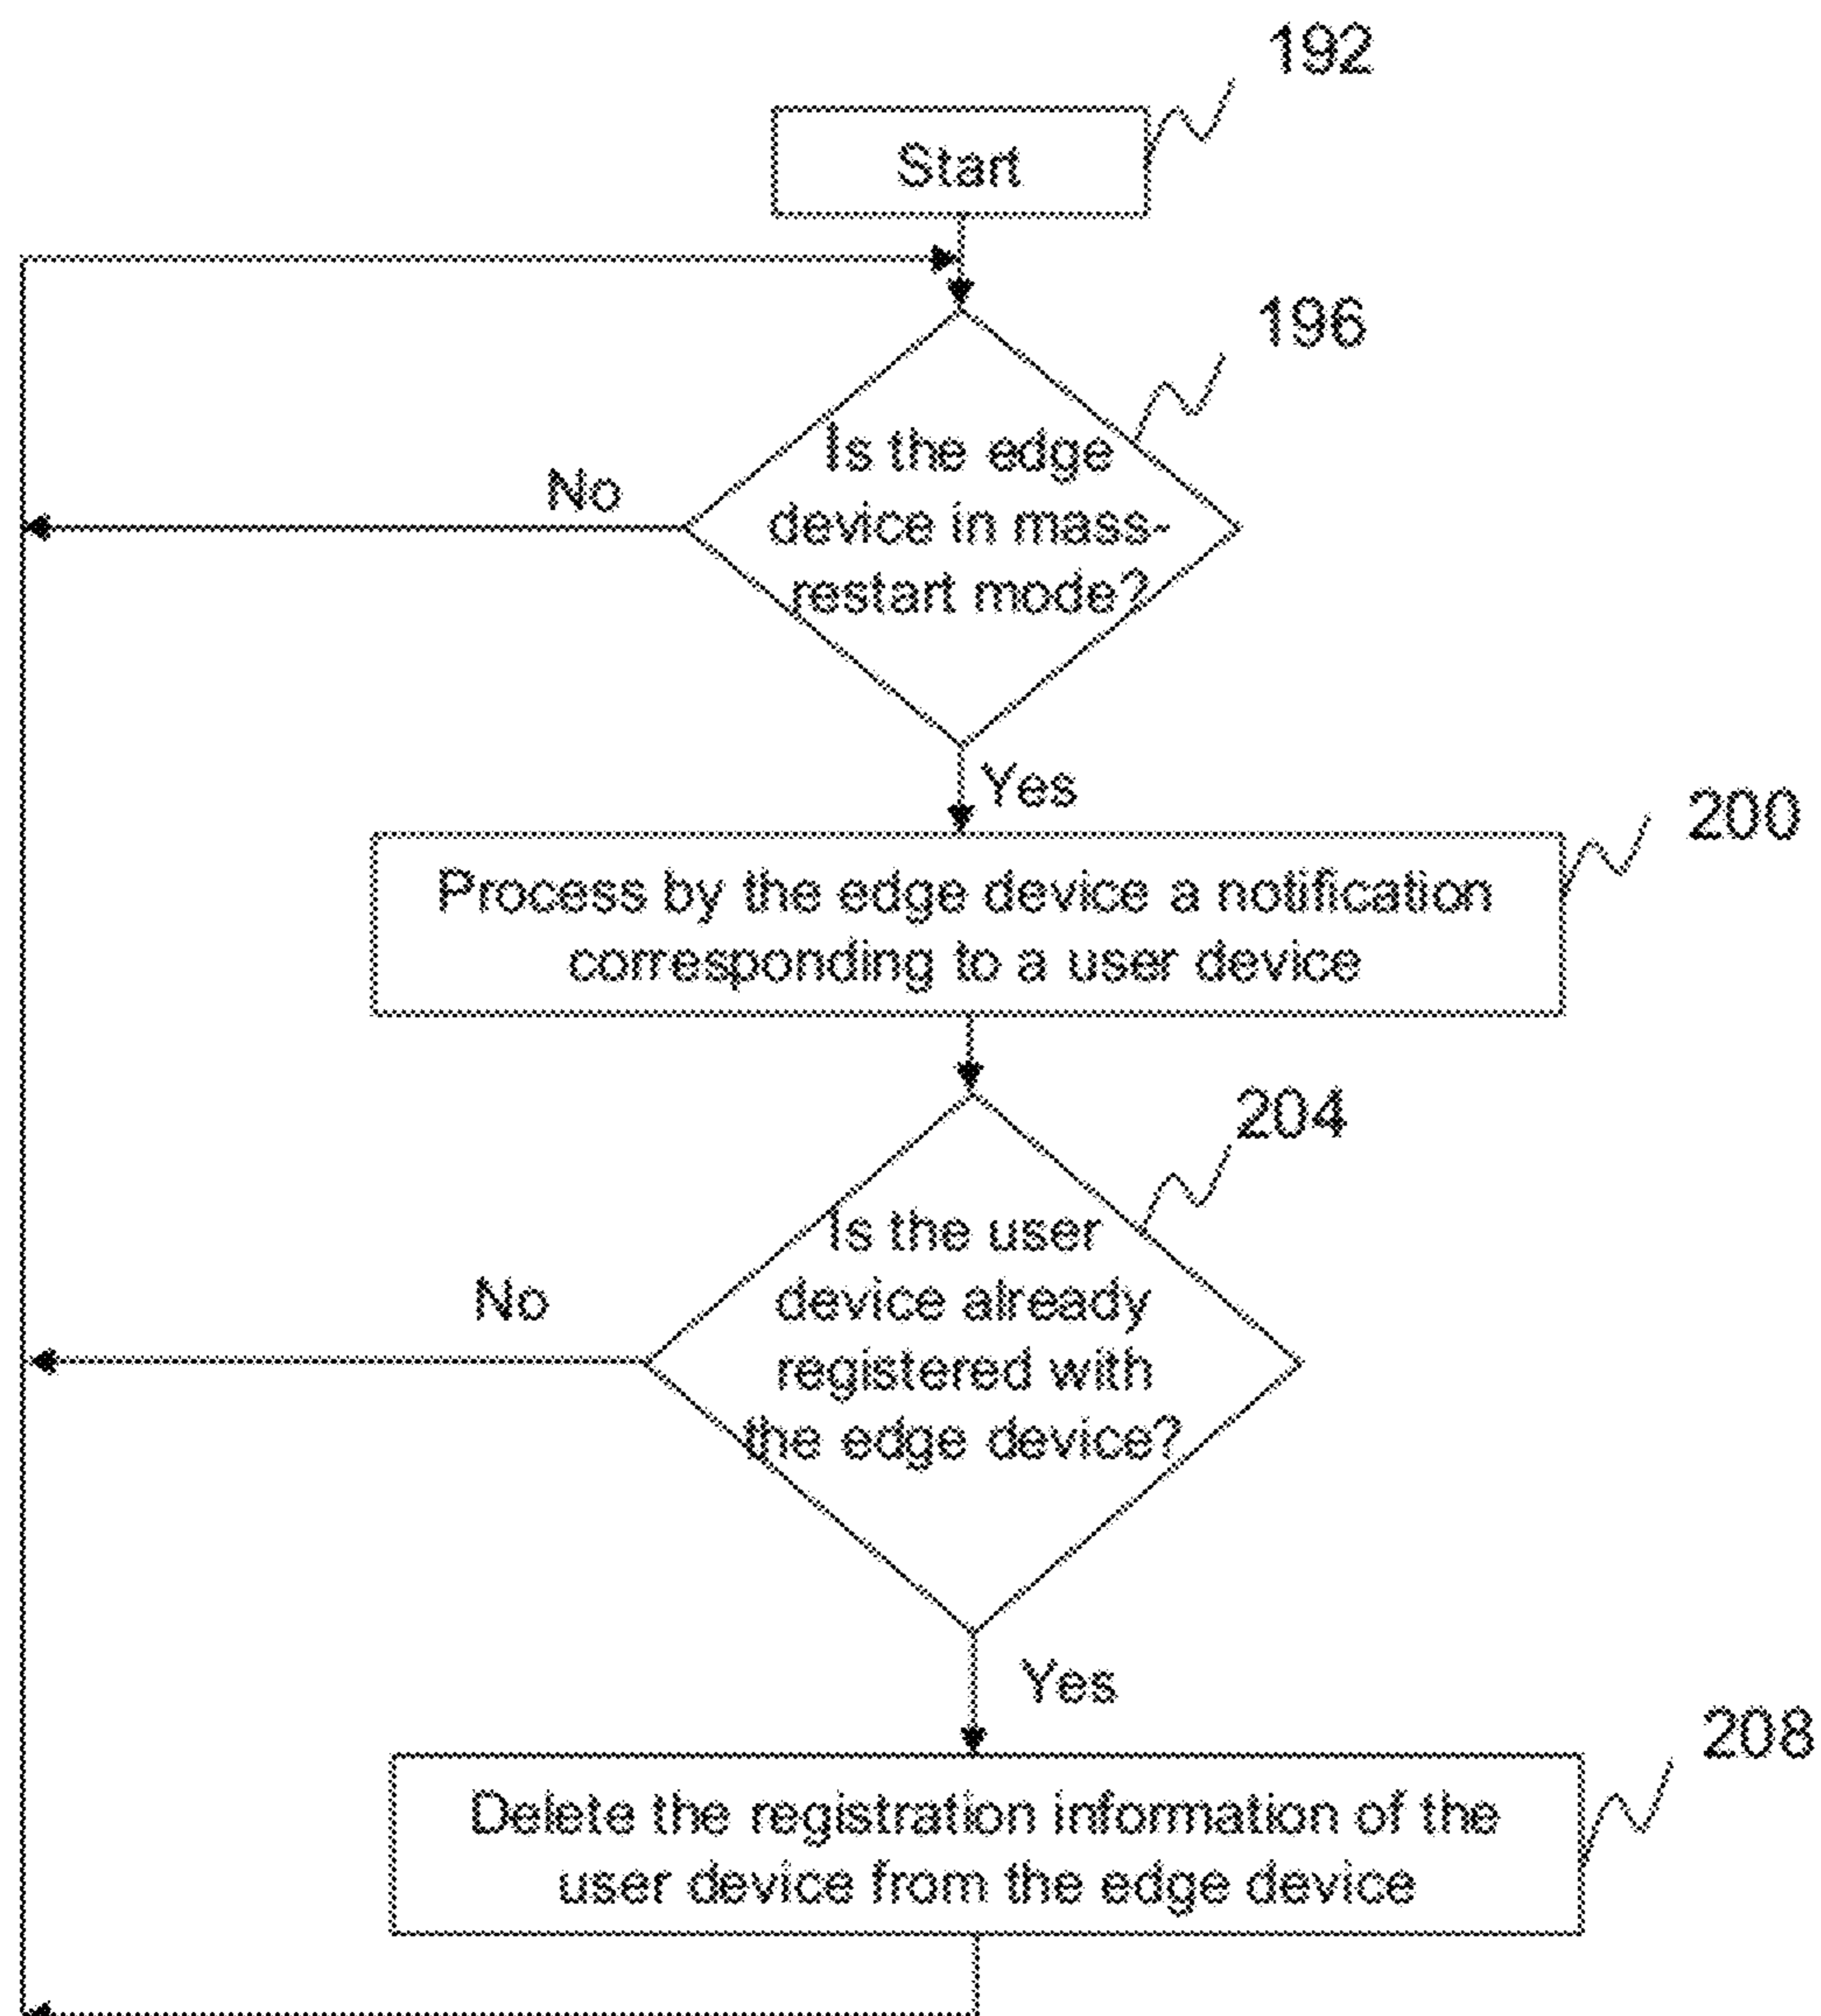 192
Start
196
Is the edge
device in mass-
restart mode?
No
Yes
200
Process by the edge device a notification
corresponding to a user device
204
Is the user
device already
registered with
the edge device?
No
Yes
208
Delete the registration information of the
user device from the edge device